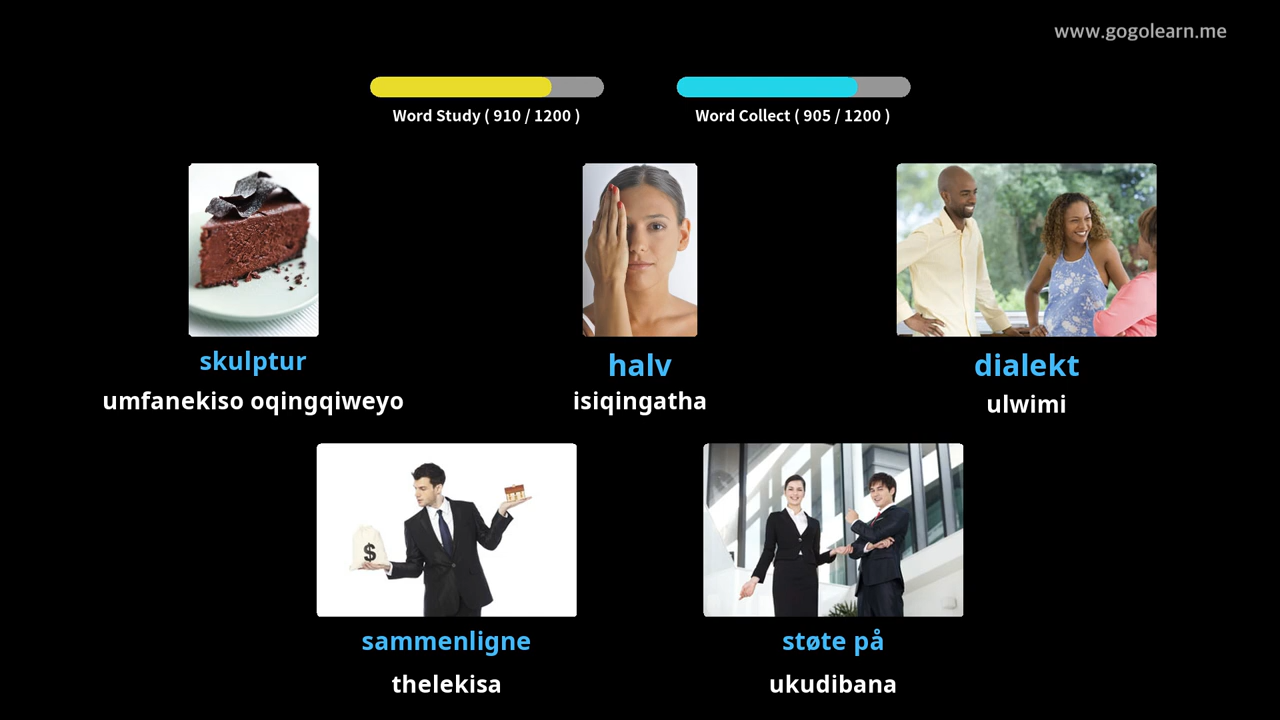 www.gogolearn.me
Word Study ( 910 / 1200 )
Word Collect ( 905 / 1200 )
skulptur
umfanekiso oqingqiweyo
halv
isiqingatha
dialekt
ulwimi
$
sammenligne
thelekisa
støte på
ukudibana